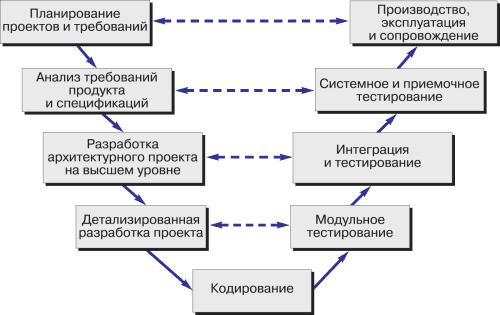 Планирование
проектов и требований
Производство,
эксплуатация
и сопровождение
Анализ требований
продукта
и спецификаций
Системное и приемочное
тестирование
Разработка
архитектурного проекта
на высшем уровне
Интеграция
и тестирование
Детализированная
разработка проекта
Модульное
тестирование
Кодирование